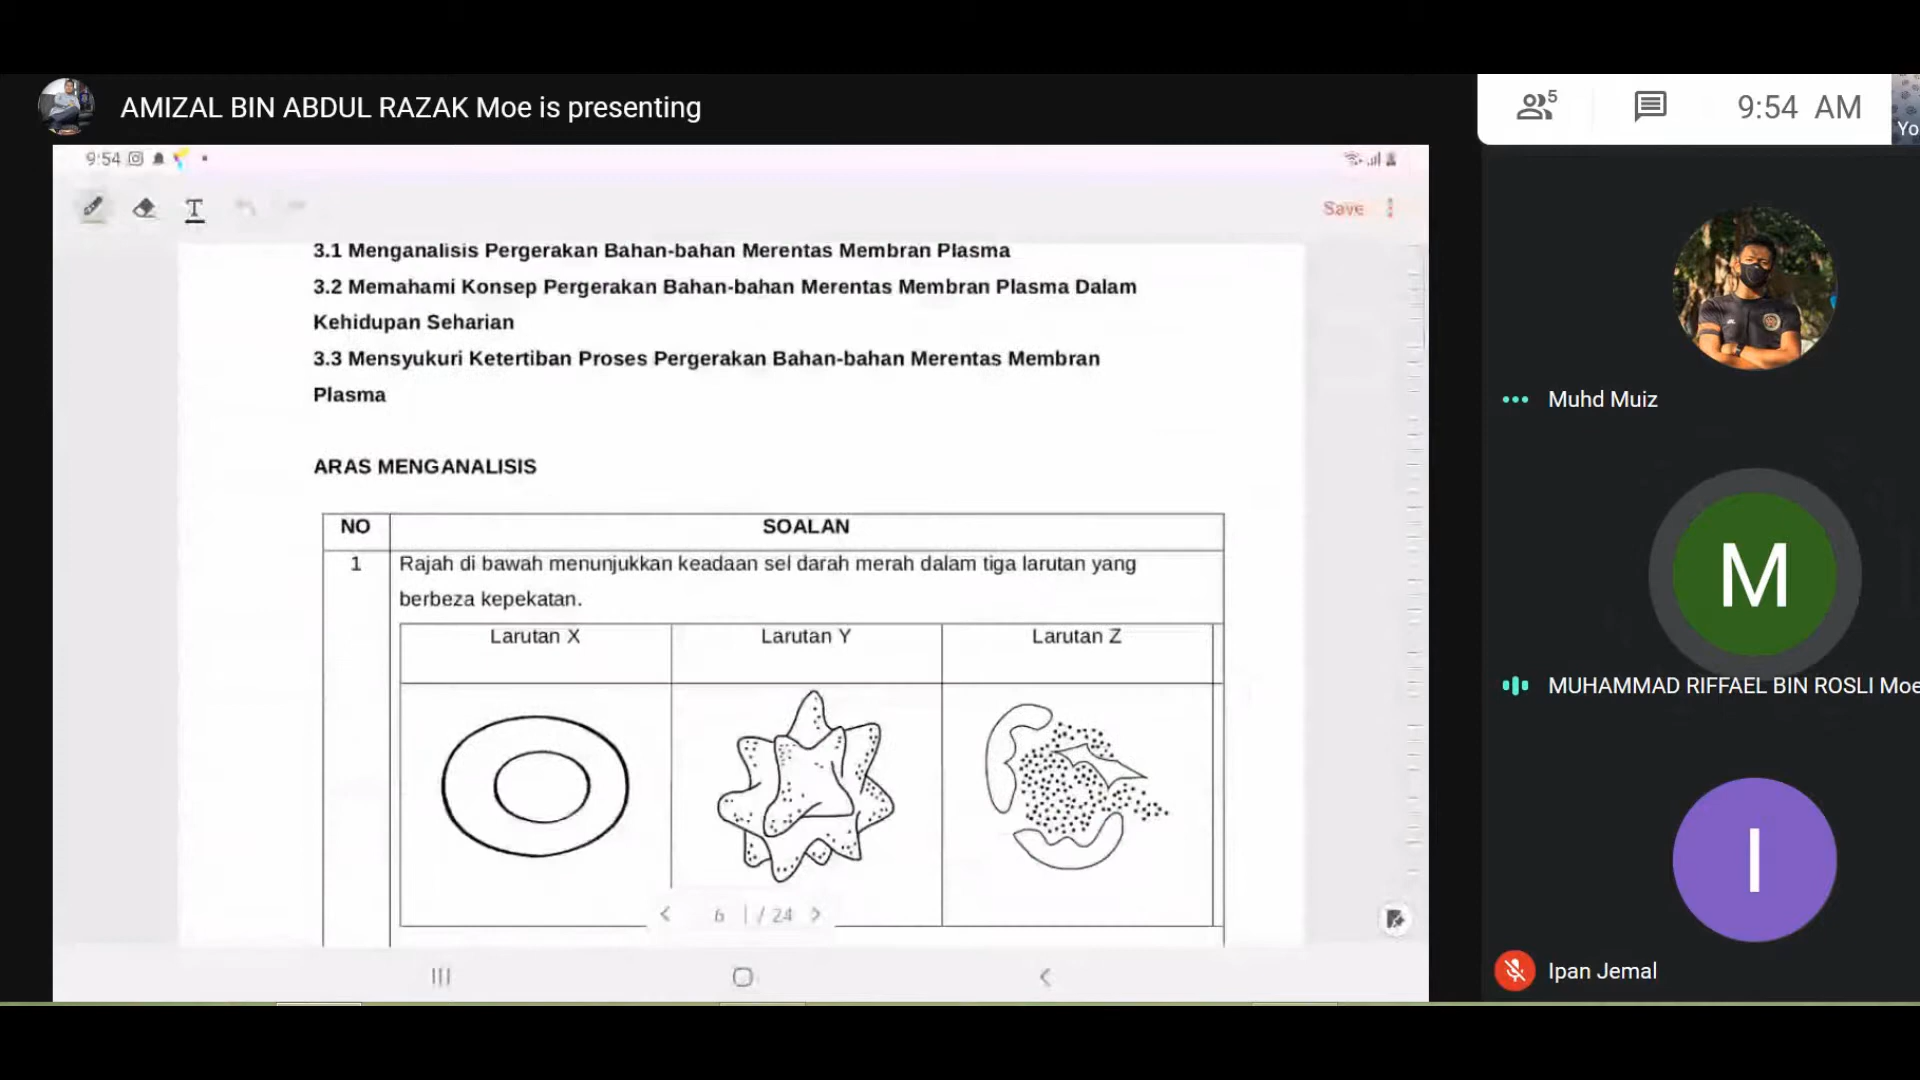 AMIZAL BIN ABDUL RAZAK Moe is presenting
5
9:54 AM
Yo
9:54
T
Save
3.1 Menganalisis Pergerakan Bahan-bahan Merentas Membran Plasma
3.2 Memahami Konsep Pergerakan Bahan-bahan Merentas Membran Plasma Dalam
Kehidupan Seharian
3.3 Mensyukuri Ketertiban Proses Pergerakan Bahan-bahan Merentas Membran
Plasma
ARAS MENGANALISIS
NO SOALAN
1 Rajah di bawah menunjukkan keadaan sel darah merah dalam tiga larutan yang
berbeza kepekatan.
Larutan X Larutan Y Larutan Z
6 / 24
Muhd Muiz
M
MUHAMMAD RIFFAEL BIN ROSLI Moe
I
Ipan Jemal